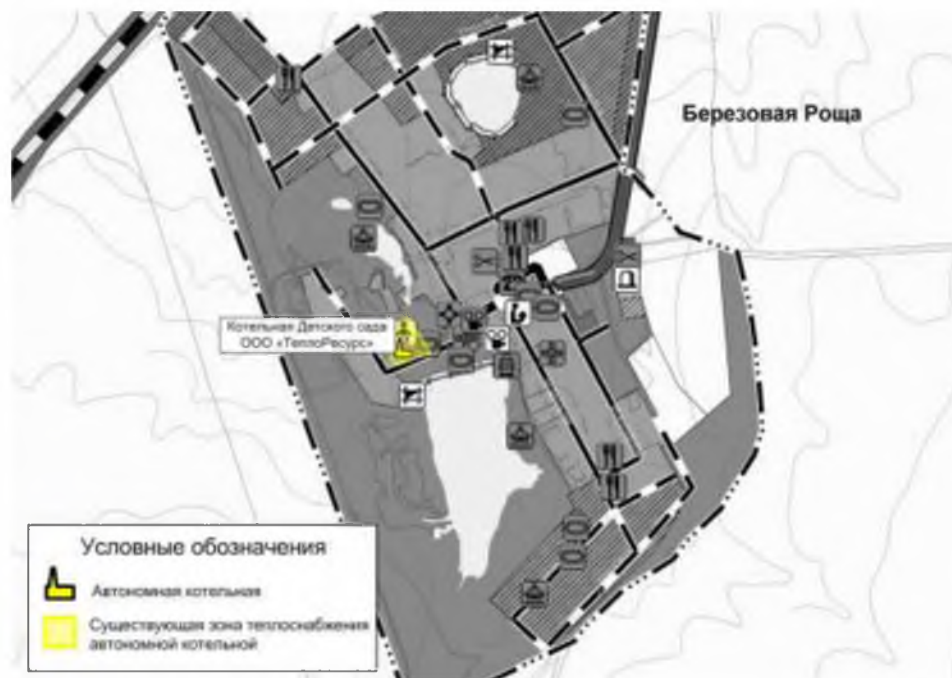 Березовая Роща
Котельная Детского сада
ООО «ТеплоРесурс»
Условные обозначения
Автономная котельная
Существующая зона теплоснабжения
автономной котельной